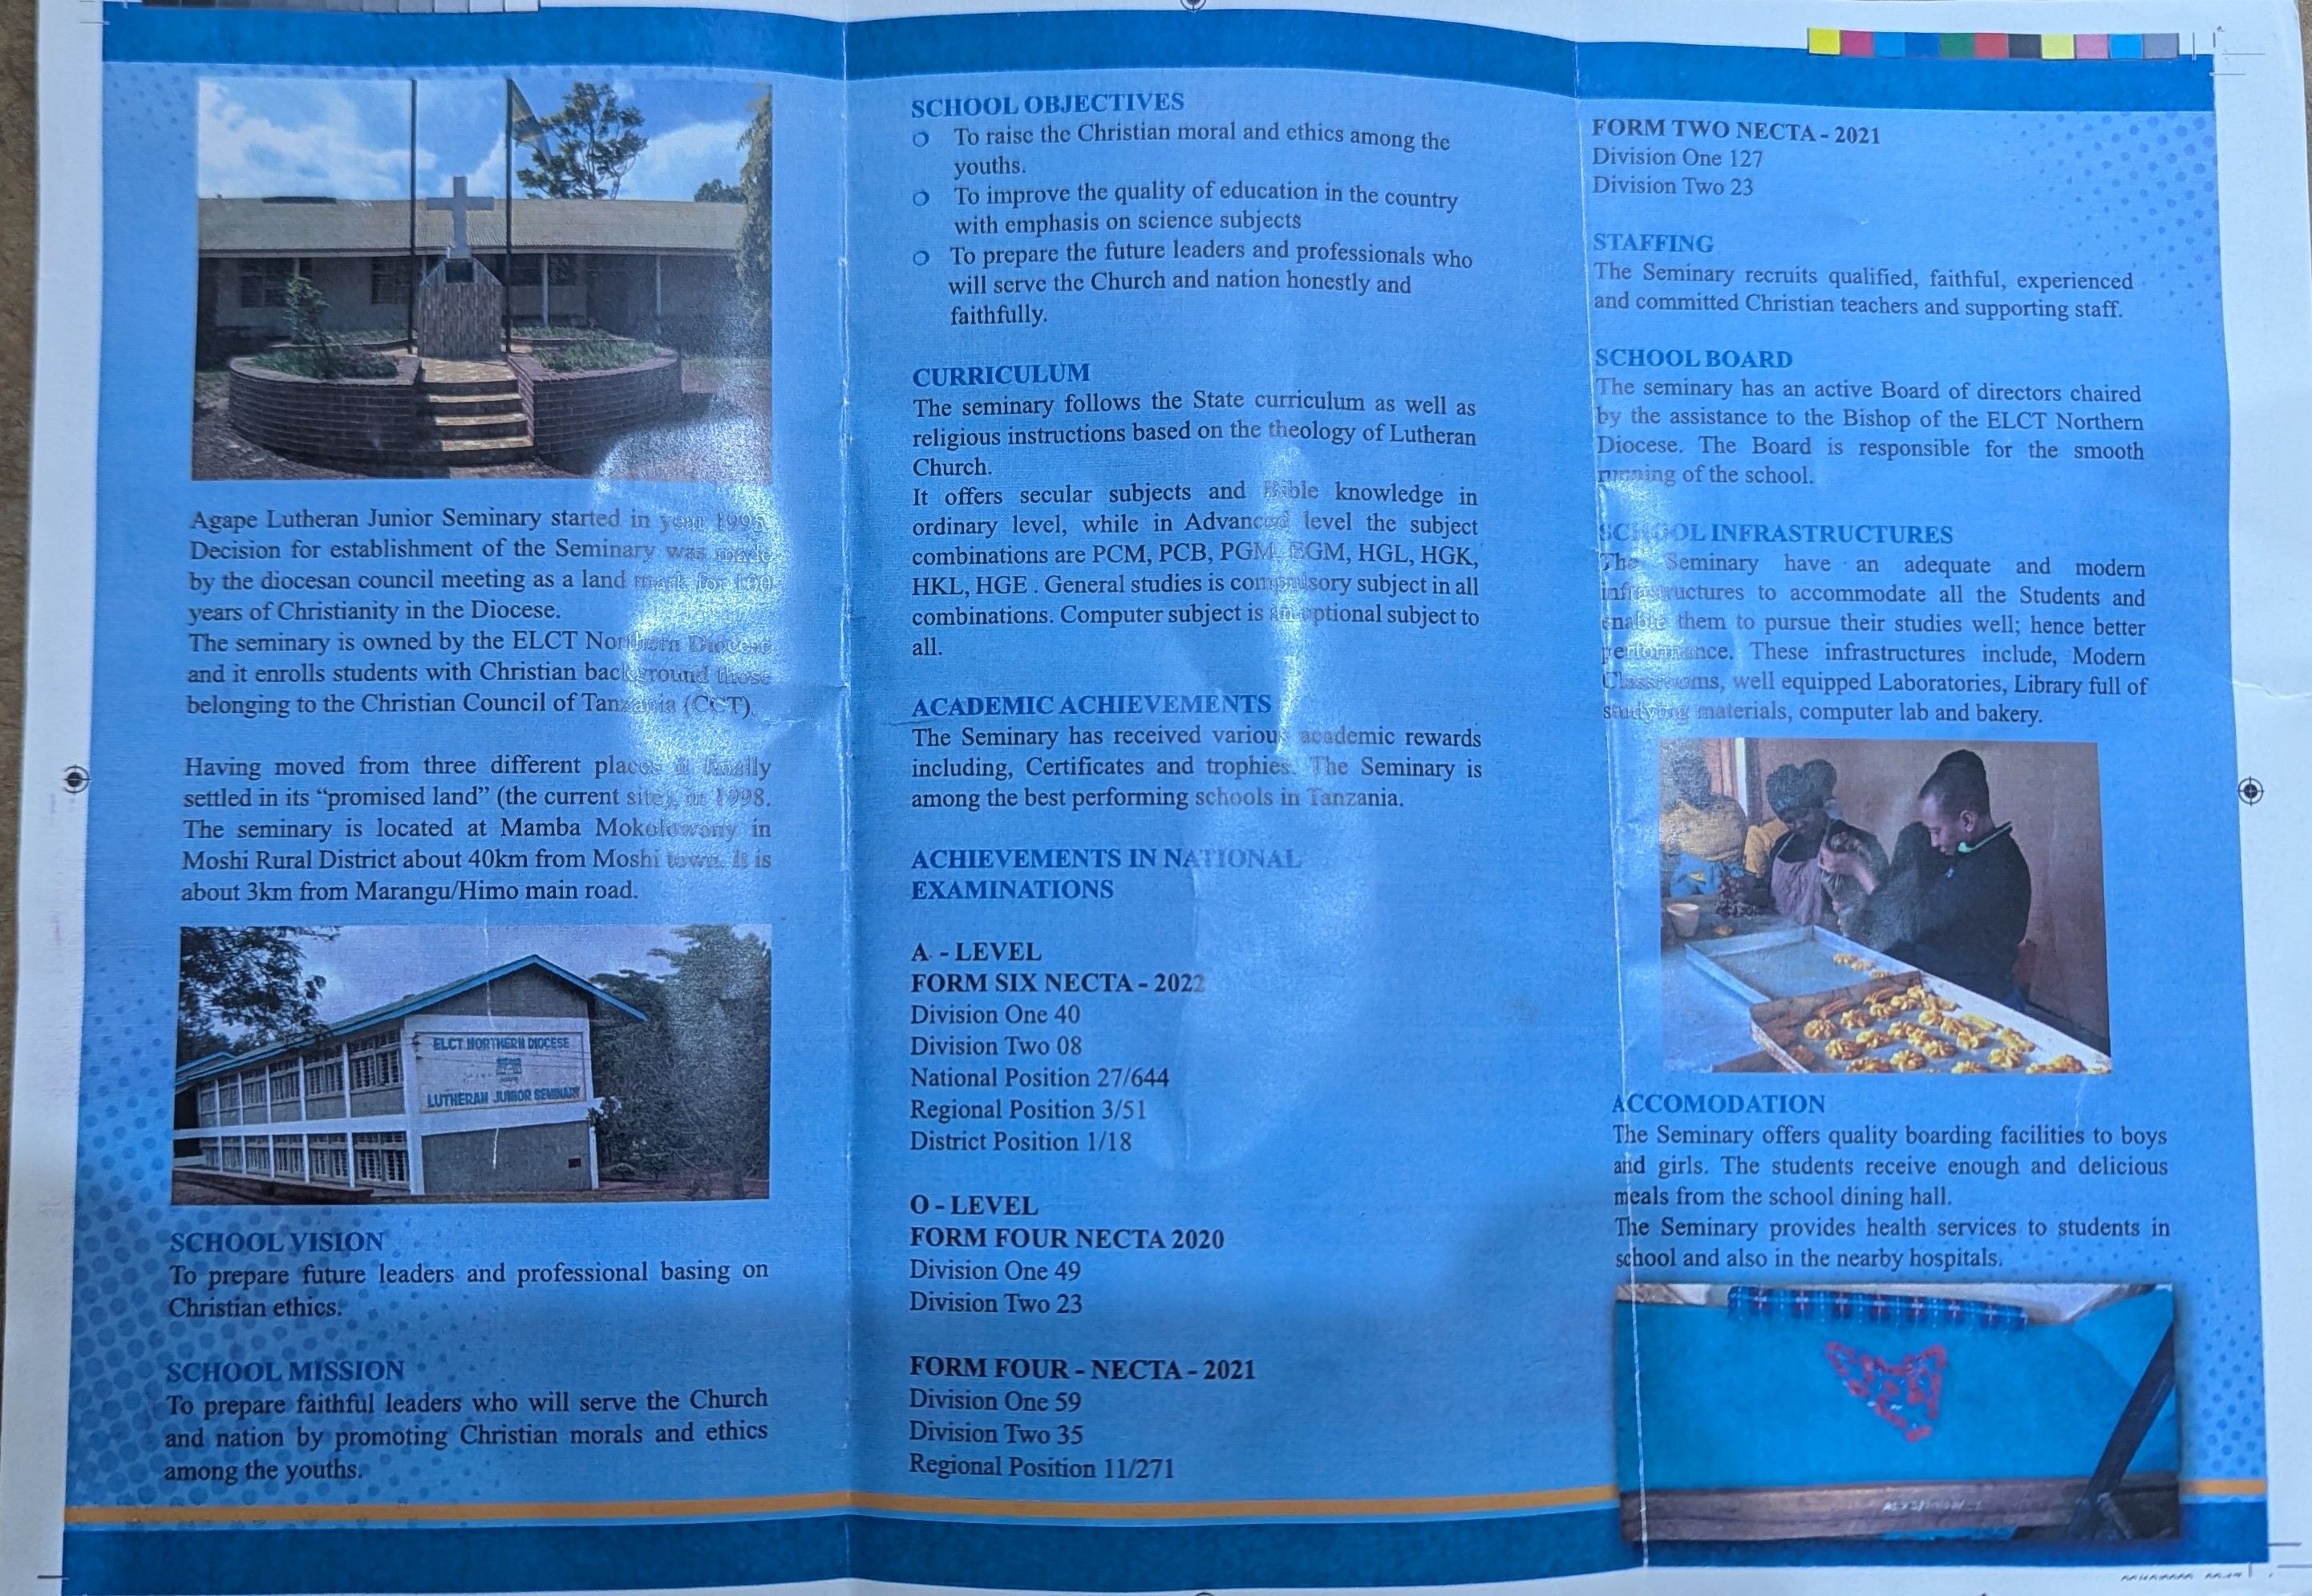 Agape Lutheran Junior Seminary started in year 1995.
Decision for establishment of the Seminary was made
by the diocesan council meeting as a land mark for 100
years of Christianity in the Diocese.
The seminary is owned by the ELCT Northern Diocese
and it enrolls students with Christian background those
belonging to the Christian Council of Tanzania (CCT).
Having moved from three different places it finally
settled in its “promised land” (the current site), in 1998.
The seminary is located at Mamba Mokolowony in
Moshi Rural District about 40km from Moshi town. It is
about 3km from Marangu/Himo main road.
ELCT NORTHERN DIOCESE
LUTHERAN JUNIOR SEMINARY
SCHOOL VISION
To prepare future leaders and professional basing on
Christian ethics.
SCHOOL MISSION
To prepare faithful leaders who will serve the Church
and nation by promoting Christian morals and ethics
among the youths.
SCHOOL OBJECTIVES
To raise the Christian moral and ethics among the
youths.
To improve the quality of education in the country
with emphasis on science subjects
To prepare the future leaders and professionals who
will serve the Church and nation honestly and
faithfully.
CURRICULUM
The seminary follows the State curriculum as well as
religious instructions based on the theology of Lutheran
Church.
It offers secular subjects and Bible knowledge in
ordinary level, while in Advanced level the subject
combinations are PCM, PCB, PGM, EGM, HGL, HGK,
HKL, HGE . General studies is compulsory subject in all
combinations. Computer subject is an optional subject to
all.
ACADEMIC ACHIEVEMENTS
The Seminary has received various academic rewards
including, Certificates and trophies. The Seminary is
among the best performing schools in Tanzania.
ACHIEVEMENTS IN NATIONAL
EXAMINATIONS
A - LEVEL
FORM SIX NECTA - 2022
Division One 40
Division Two 08
National Position 27/644
Regional Position 3/51
District Position 1/18
O - LEVEL
FORM FOUR NECTA 2020
Division One 49
Division Two 23
FORM FOUR - NECTA - 2021
Division One 59
Division Two 35
Regional Position 11/271
FORM TWO NECTA - 2021
Division One 127
Division Two 23
STAFFING
The Seminary recruits qualified, faithful, experienced
and committed Christian teachers and supporting staff.
SCHOOL BOARD
The seminary has an active Board of directors chaired
by the assistance to the Bishop of the ELCT Northern
Diocese. The Board is responsible for the smooth
running of the school.
SCHOOL INFRASTRUCTURES
The Seminary have an adequate and modern
infrastructures to accommodate all the Students and
enable them to pursue their studies well; hence better
performance. These infrastructures include, Modern
Classrooms, well equipped Laboratories, Library full of
studying materials, computer lab and bakery.
ACCOMODATION
The Seminary offers quality boarding facilities to boys
and girls. The students receive enough and delicious
meals from the school dining hall.
The Seminary provides health services to students in
school and also in the nearby hospitals.